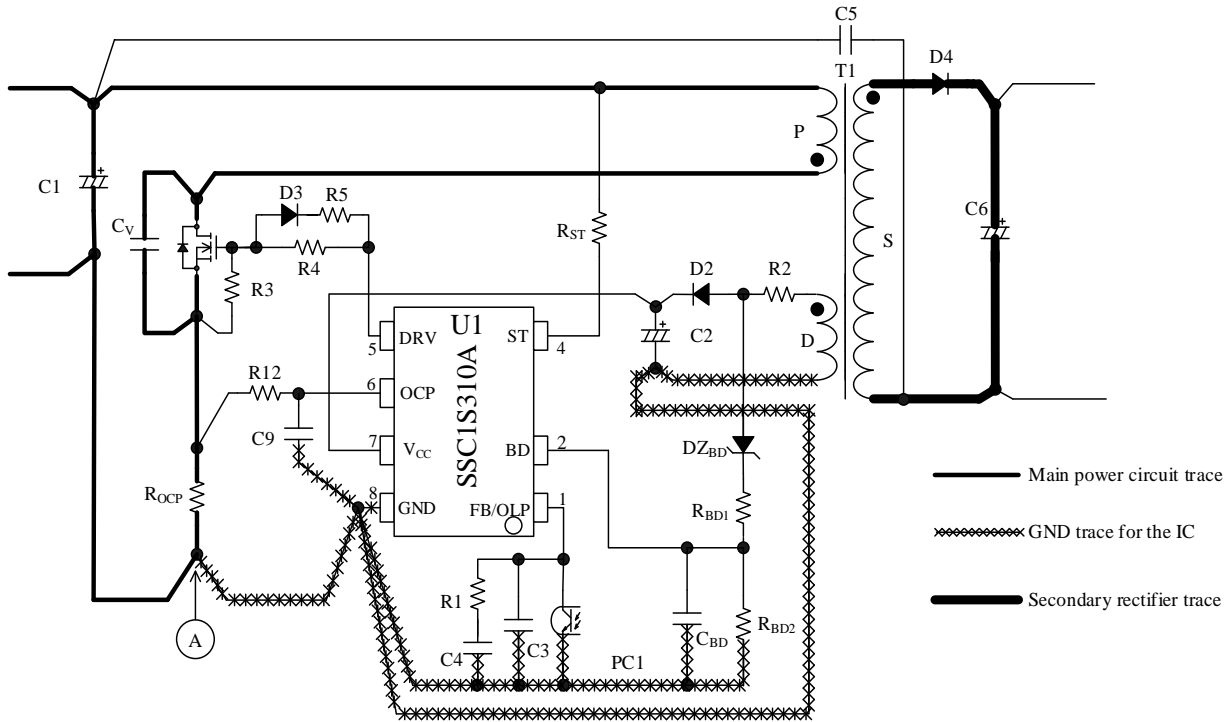 C5
T1
D4
P
C1
D3
R5
CV
RST
C6
S
R4
D2
R2
R3
U1
DRV
ST
5
4
C2
D
SSC1S310A
R12
6
OCP
C9
7
VCC
BD
2
DZBD
Main power circuit trace
ROCP
8
GND
FB/OLP
1
RBD1
GND trace for the IC
R1
C3
CBD
RBD2
Secondary rectifier trace
A
C4
PC1